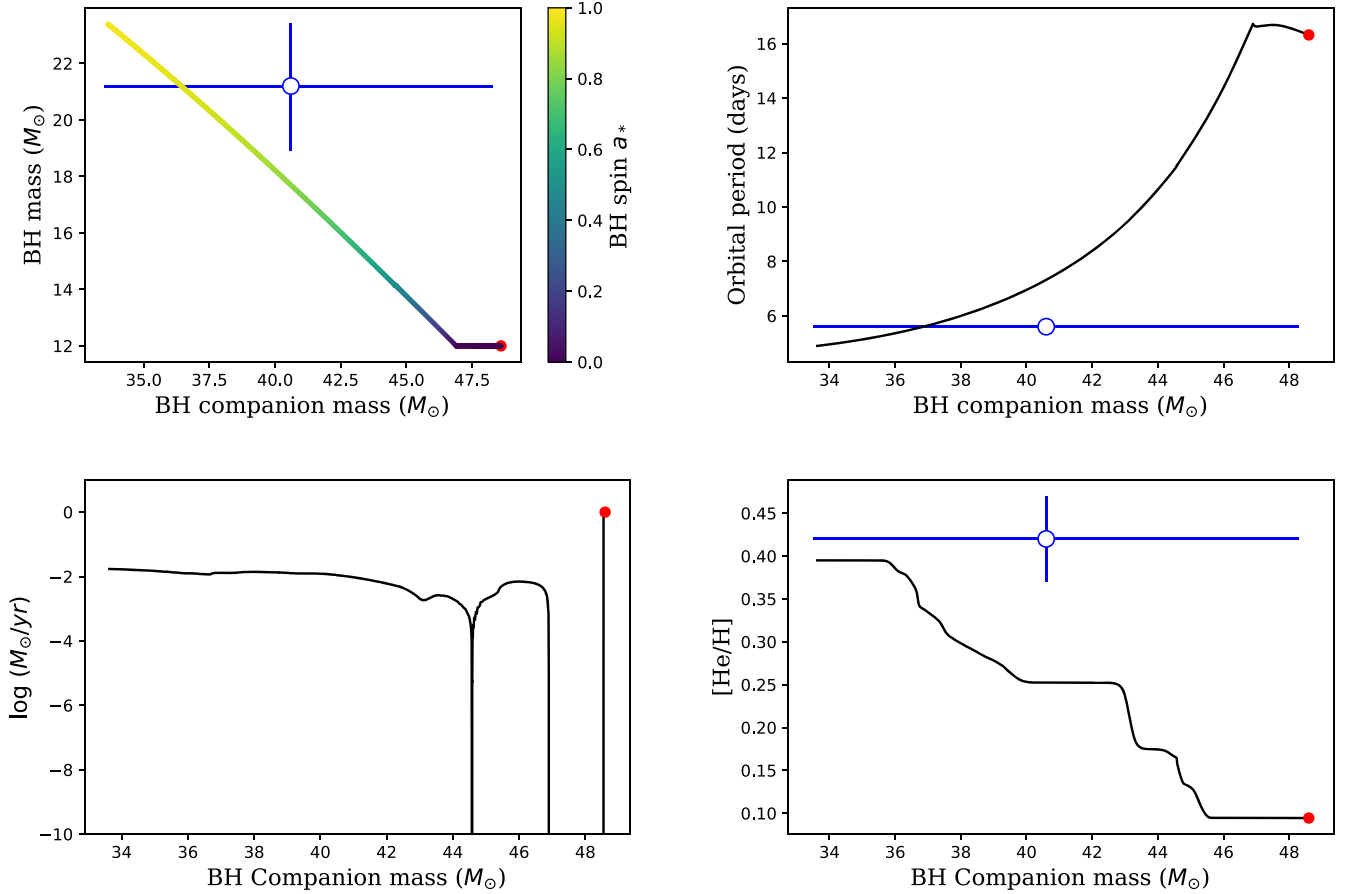 22
20
18
16
14
12
35.0 37.5 40.0 42.5 45.0 47.5
BH mass (M⊙)
BH companion mass (M⊙)
1.0
0.8
0.6
0.4
0.2
0.0
BH spin a*
16
14
12
10
8
6
34 36 38 40 42 44 46 48
Orbital period (days)
BH companion mass (M⊙)
0
−2
−4
−6
−8
−10
34 36 38 40 42 44 46 48
log (M⊙/yr)
BH Companion mass (M⊙)
0.45
0.40
0.35
0.30
0.25
0.20
0.15
0.10
34 36 38 40 42 44 46 48
[He/H]
BH Companion mass (M⊙)